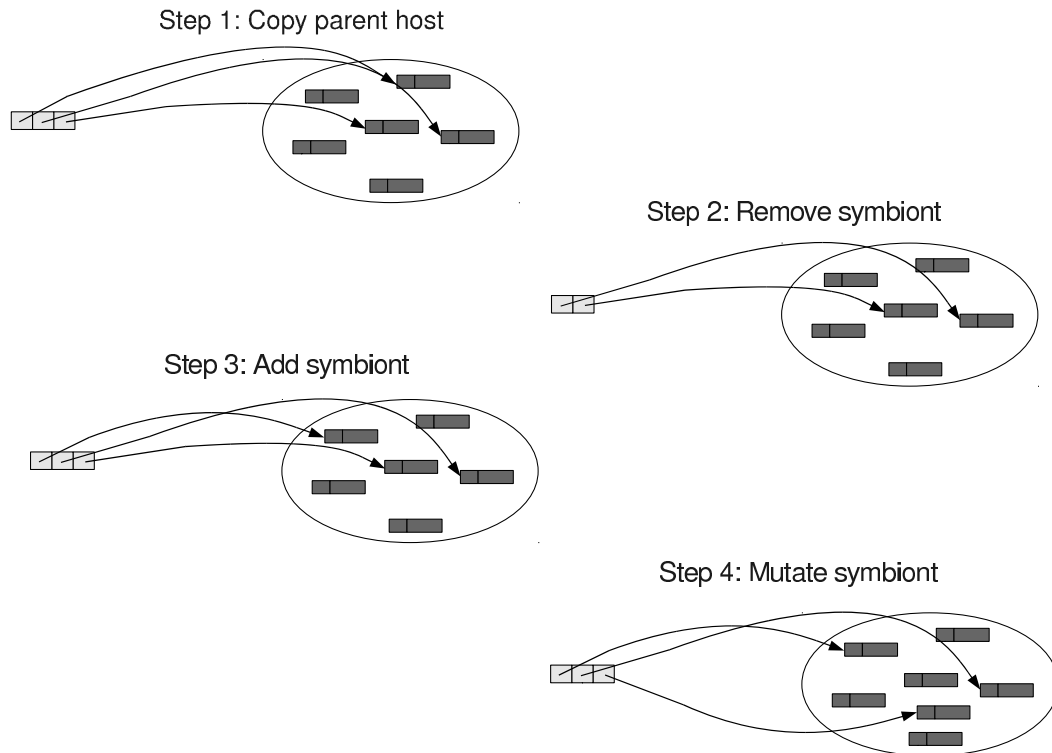 Step 1: Copy parent host
Step 2: Remove symbiont
Step 3: Add symbiont
Step 4: Mutate symbiont